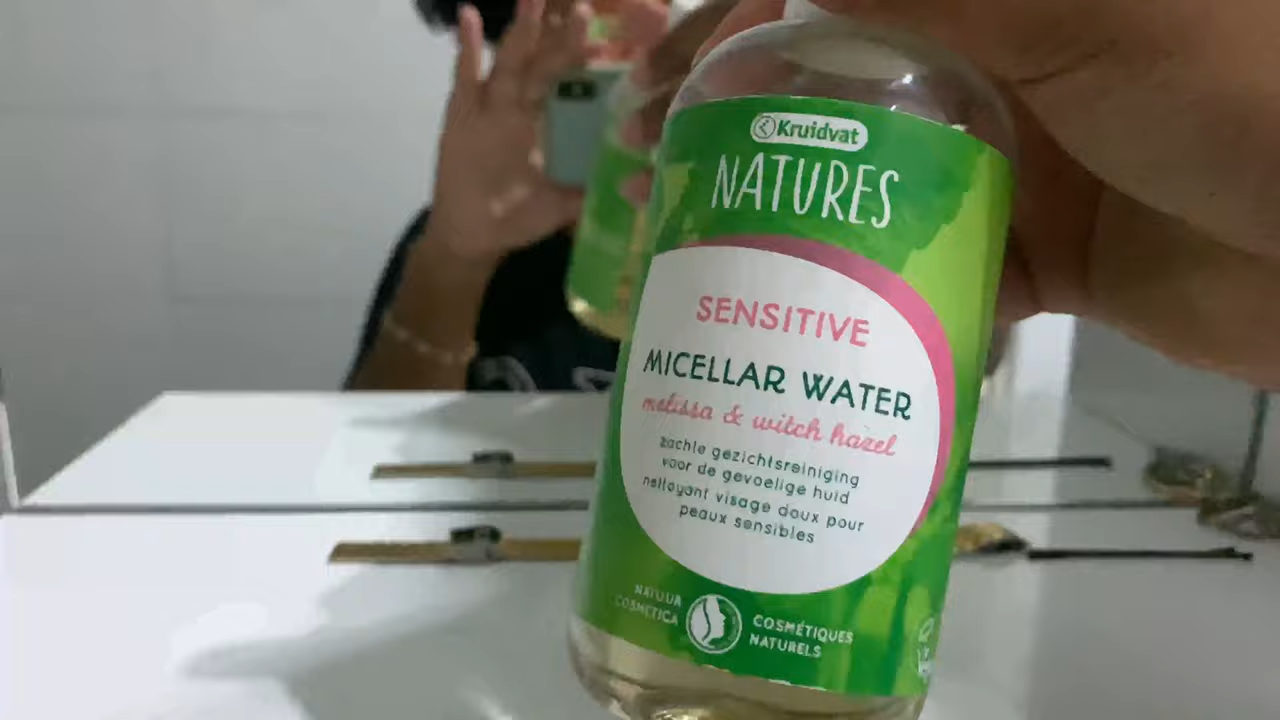 Kruidvat
NATURES
SENSITIVE
MICELLAR WATER
melissa & witch hazel
zachte gezichtsreiniging
voor de gevoelige huid
nettoyant visage doux pour
peaux sensibles
NATUUR
COSMETICA
COSMÉTIQUES
NATURELS